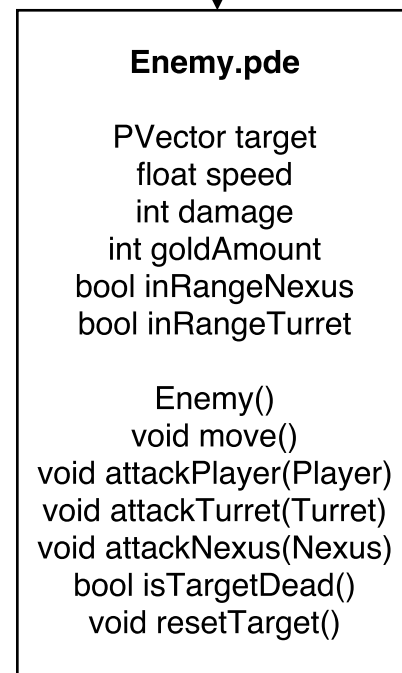 Enemy.pde
PVector target
float speed
int damage
int goldAmount
bool inRangeNexus
bool inRangeTurret
Enemy()
void move()
void attackPlayer(Player)
void attackTurret(Turret)
void attackNexus(Nexus)
bool isTargetDead()
void resetTarget()